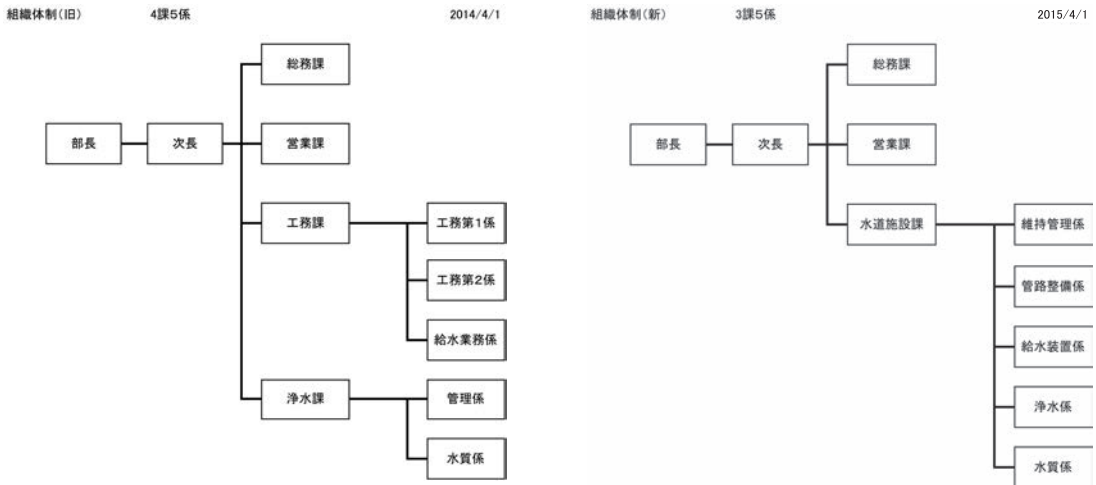 組織体制(旧) 4課5係 2014/4/1
総務課
部長 次長 営業課
工務課 工務第1係
工務第2係
給水業務係
浄水課 管理係
水質係
組織体制(新) 3課5係 2015/4/1
総務課
部長 次長 営業課
水道施設課 維持管理係
管路整備係
給水装置係
浄水係
水質係